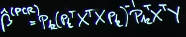 β̂^(PCR) = P_k(P_k^T X^T X P_k)^-1 P_k^T X^T Y